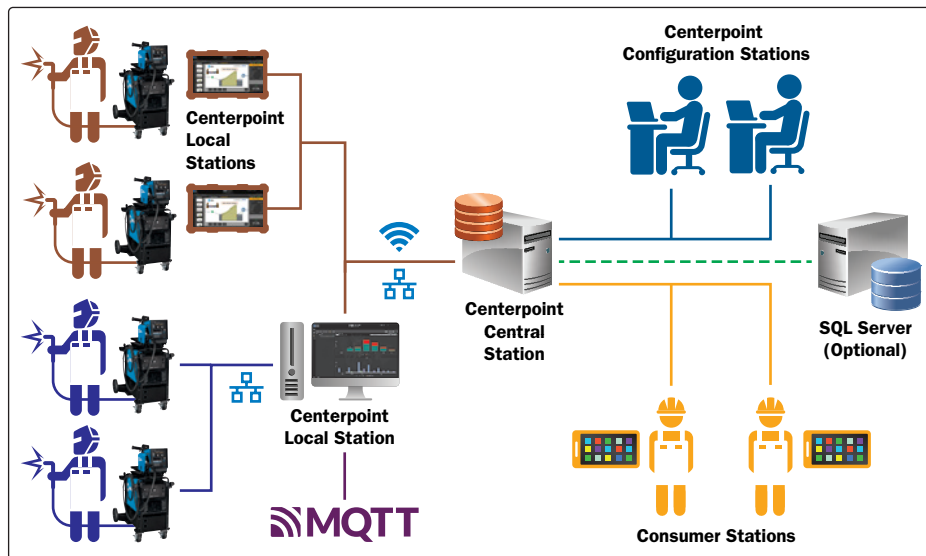 Centerpoint
Configuration Stations
Centerpoint
Local
Stations
Centerpoint
Central
Station
SQL Server
(Optional)
Centerpoint
Local Station
MQTT
Consumer Stations